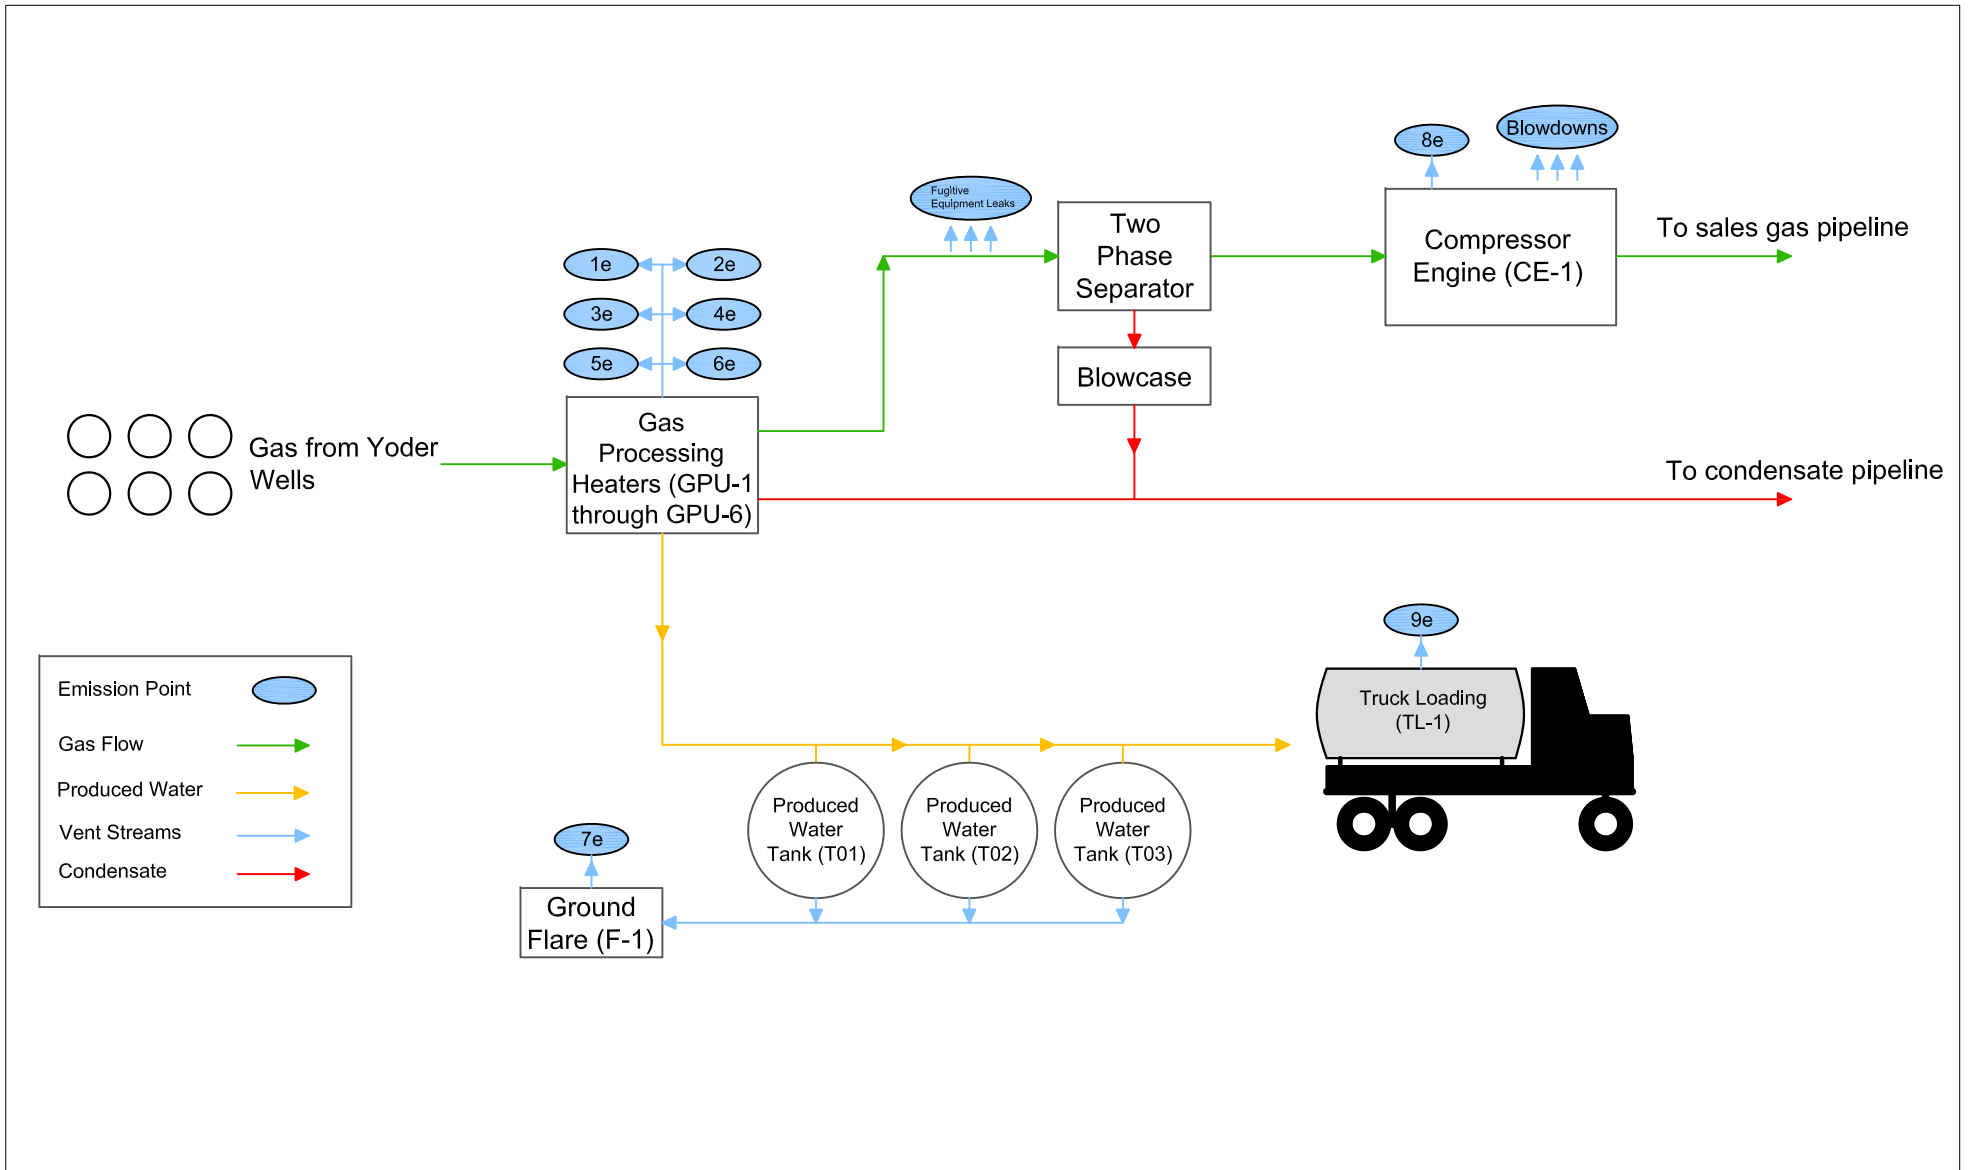 8e
Blowdowns
Fugitive
Equipment Leaks
Two
Phase
Separator
Compressor
Engine (CE-1)
To sales gas pipeline
1e
2e
3e
4e
5e
6e
Blowcase
Gas from Yoder
Wells
Gas
Processing
Heaters (GPU-1
through GPU-6)
To condensate pipeline
9e
Truck Loading
(TL-1)
Emission Point
Gas Flow
Produced Water
Vent Streams
Condensate
Produced
Water
Tank (T01)
Produced
Water
Tank (T02)
Produced
Water
Tank (T03)
7e
Ground
Flare (F-1)